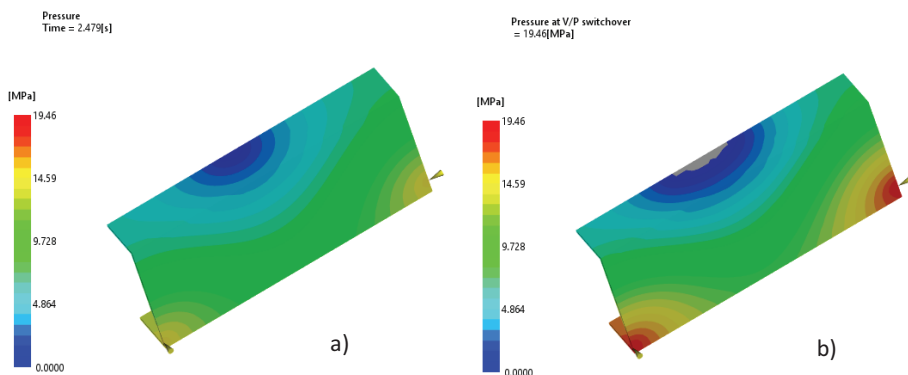 Pressure
Time = 2.479[s]
[MPa]
19.46
14.59
9.728
4.864
0.0000
a)
Pressure at V/P switchover
= 19.46[MPa]
[MPa]
19.46
14.59
9.728
4.864
0.0000
b)